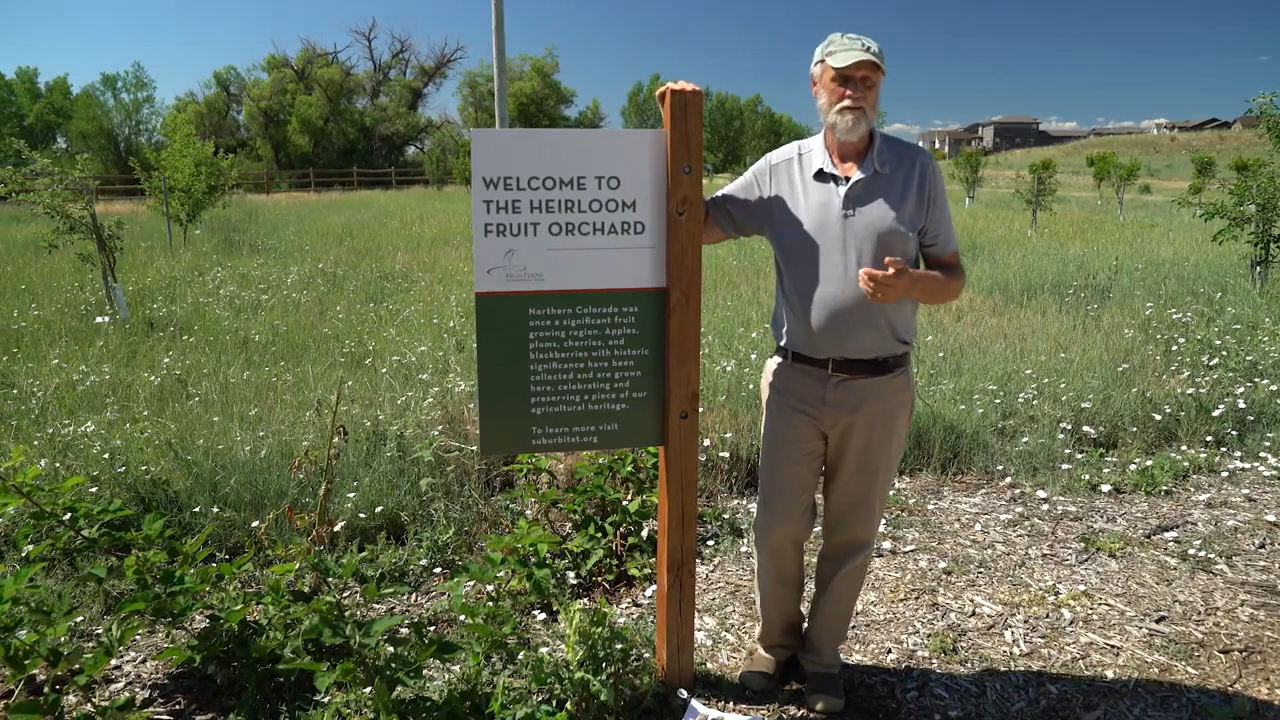 WELCOME TO
THE HEIRLOOM
FRUIT ORCHARD
HIGH PLAINS
Northern Colorado was
once a significant fruit
growing region. Apples,
plums, cherries, and
blackberries with historic
significance have been
collected and are grown
here, celebrating and
preserving a piece of our
agricultural heritage.
To learn more visit
suburbitat.org